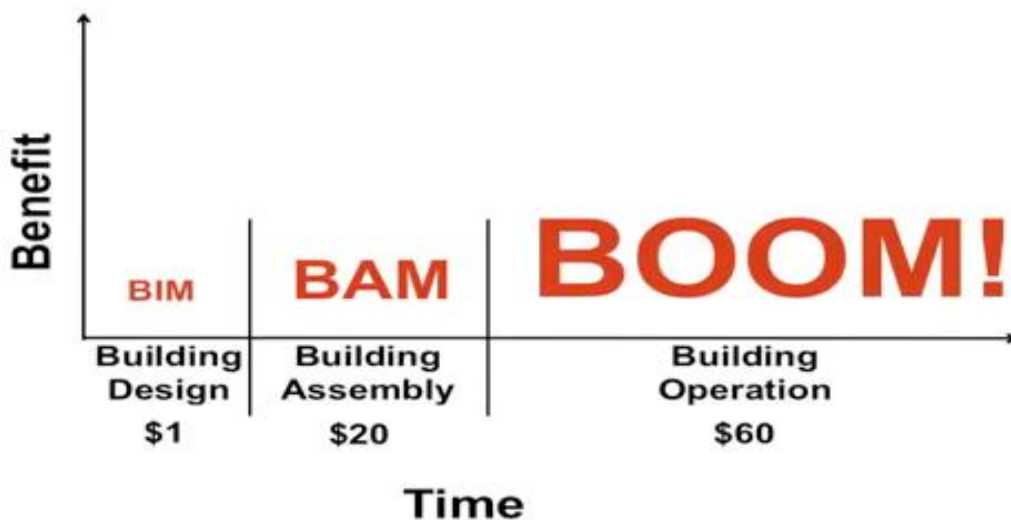 Benefit
BIM
BAM
BOOM!
Building
Design
$1
Building
Assembly
$20
Building
Operation
$60
Time